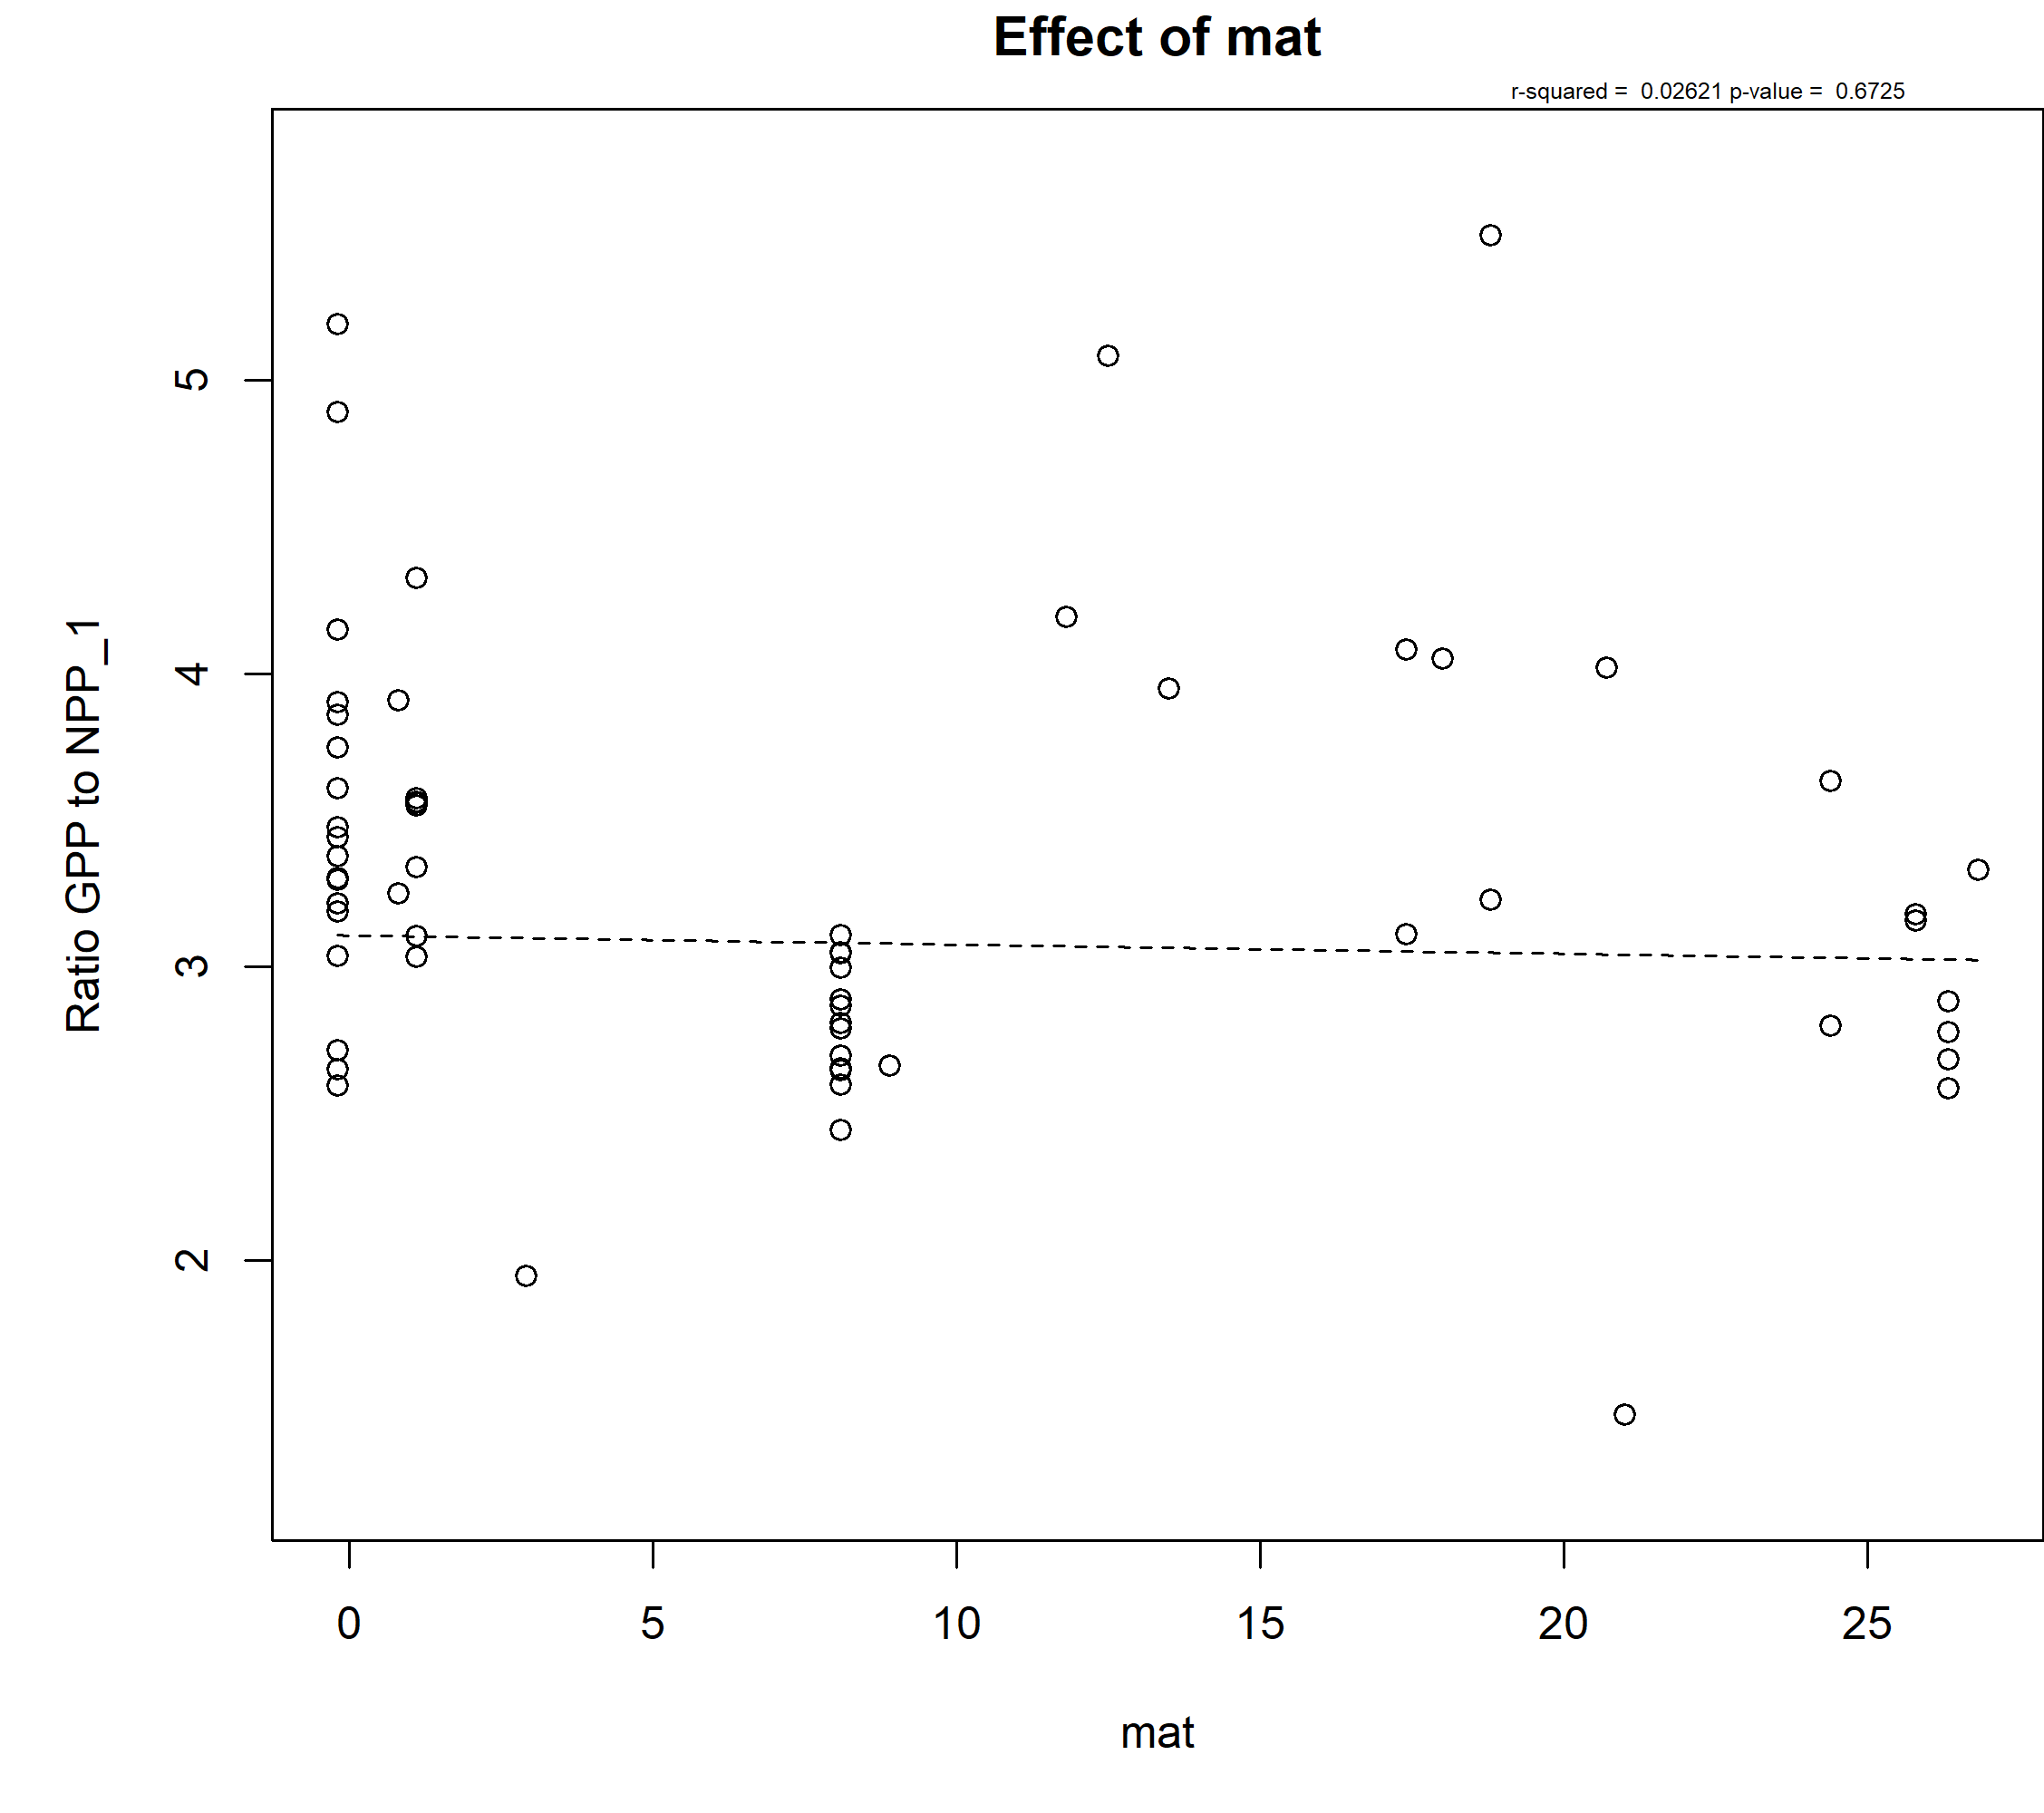 Effect of mat
r-squared =  0.02621 p-value =  0.6725
Ratio GPP to NPP_1
5
4
3
2
0 5 10 15 20 25
mat